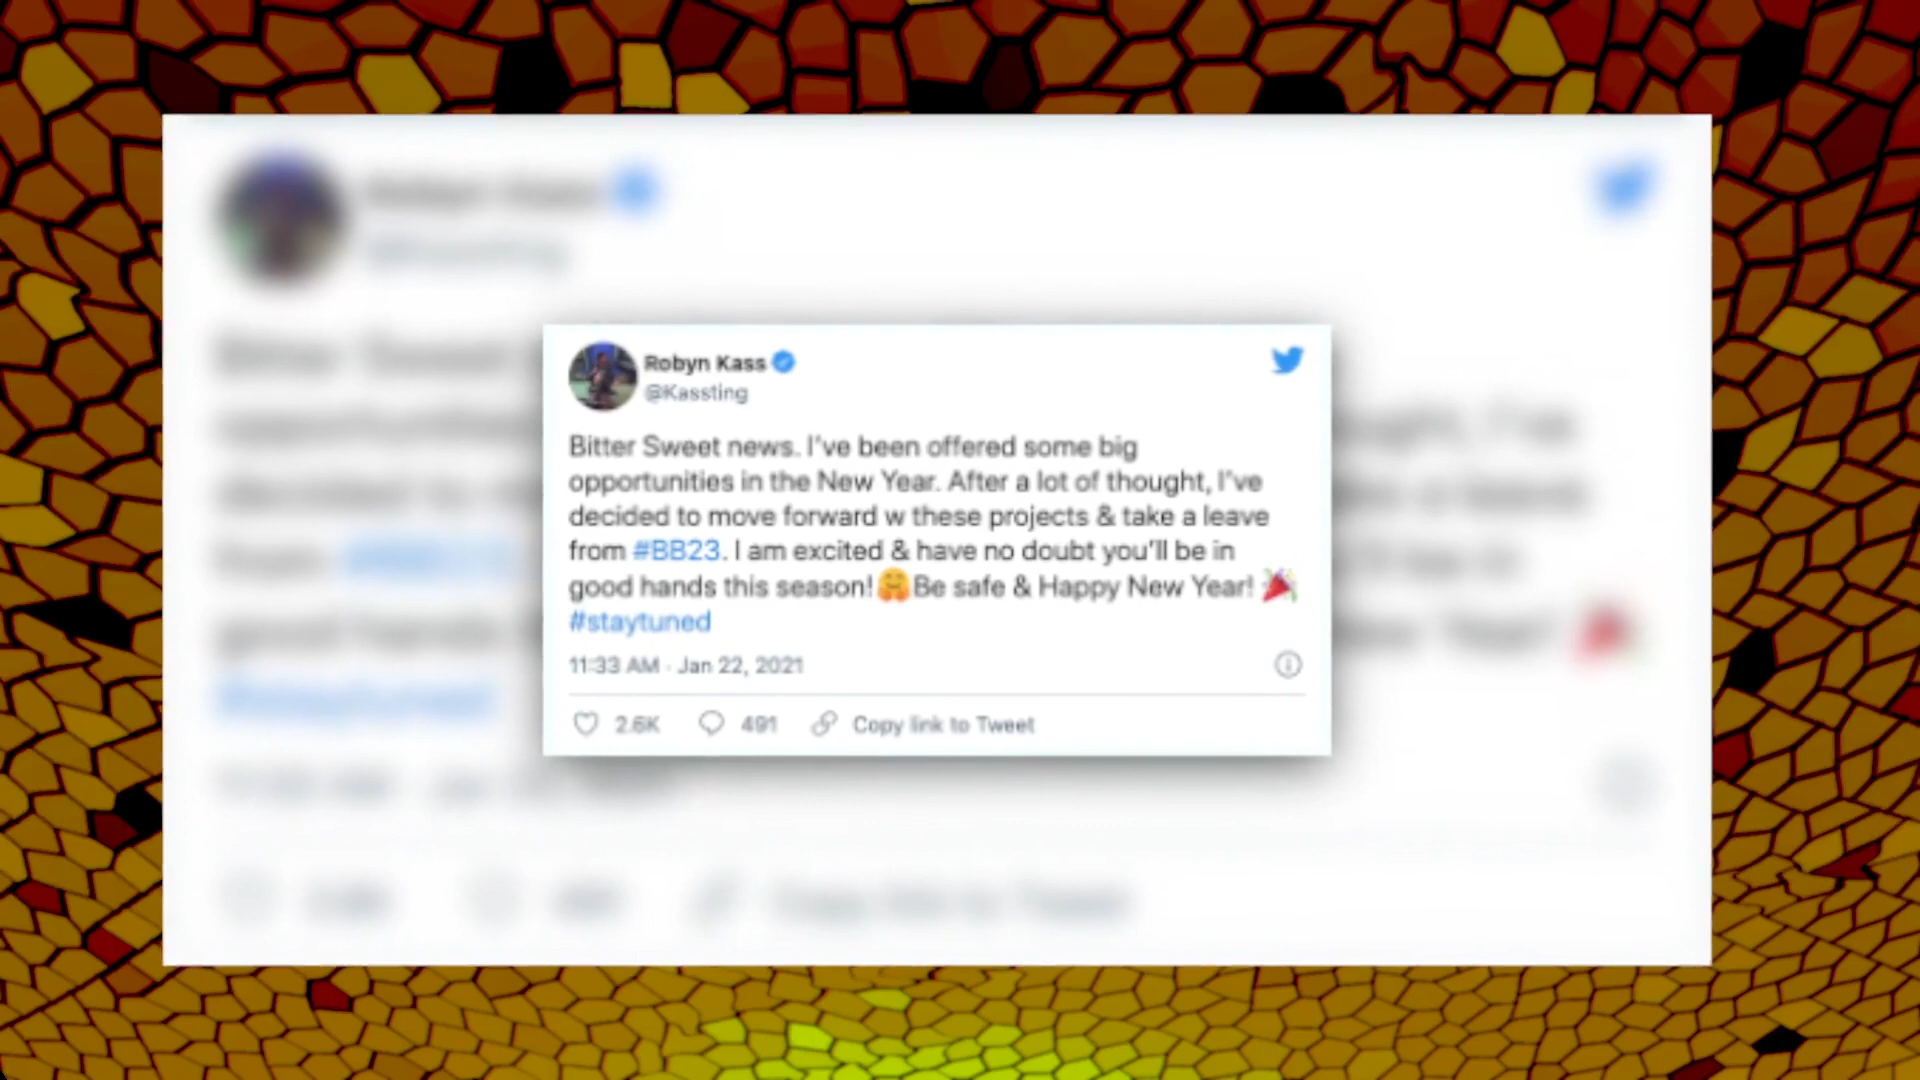 Robyn Kass
@Kassting
Bitter Sweet news. I've been offered some big
opportunities in the New Year. After a lot of thought, I've
decided to move forward w these projects & take a leave
from #BB23. I am excited & have no doubt you'll be in
good hands this season!🤗Be safe & Happy New Year! 🎉
#staytuned
11:33 AM · Jan 22, 2021
2.6K 491 Copy link to Tweet